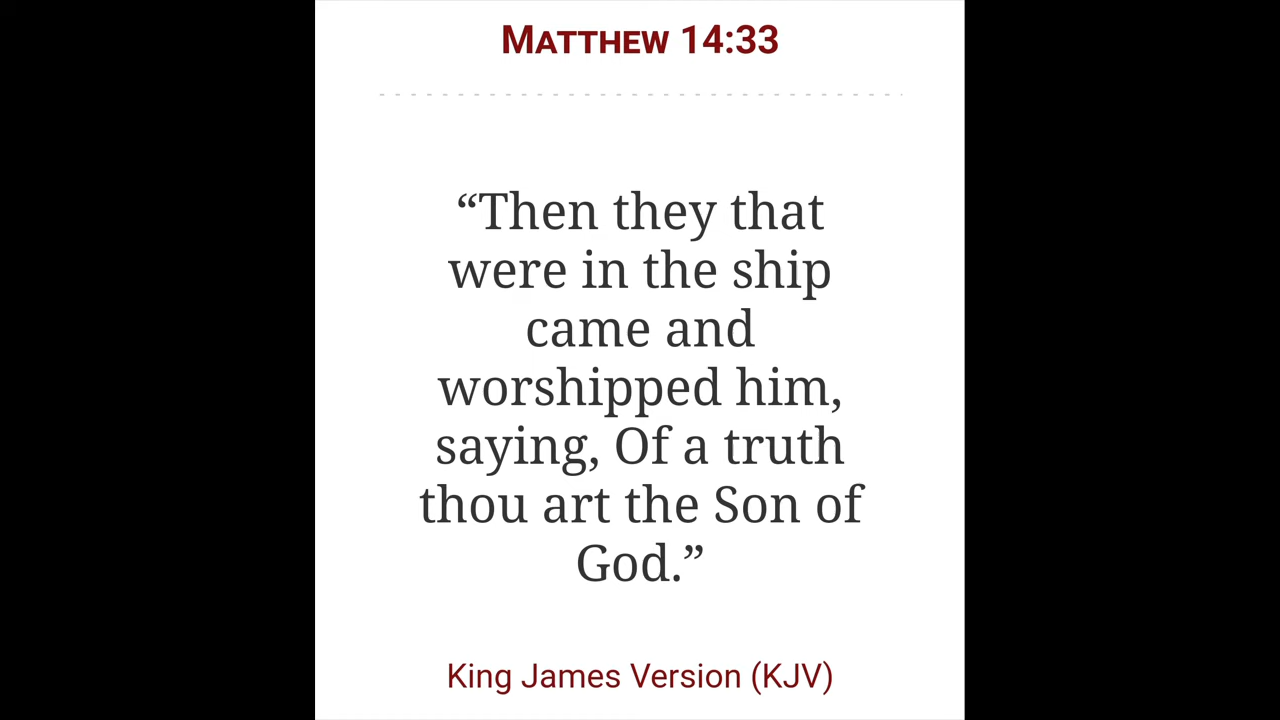 MATTHEW 14:33
“Then they that
were in the ship
came and
worshipped him,
saying, Of a truth
thou art the Son of
God.”
King James Version (KJV)